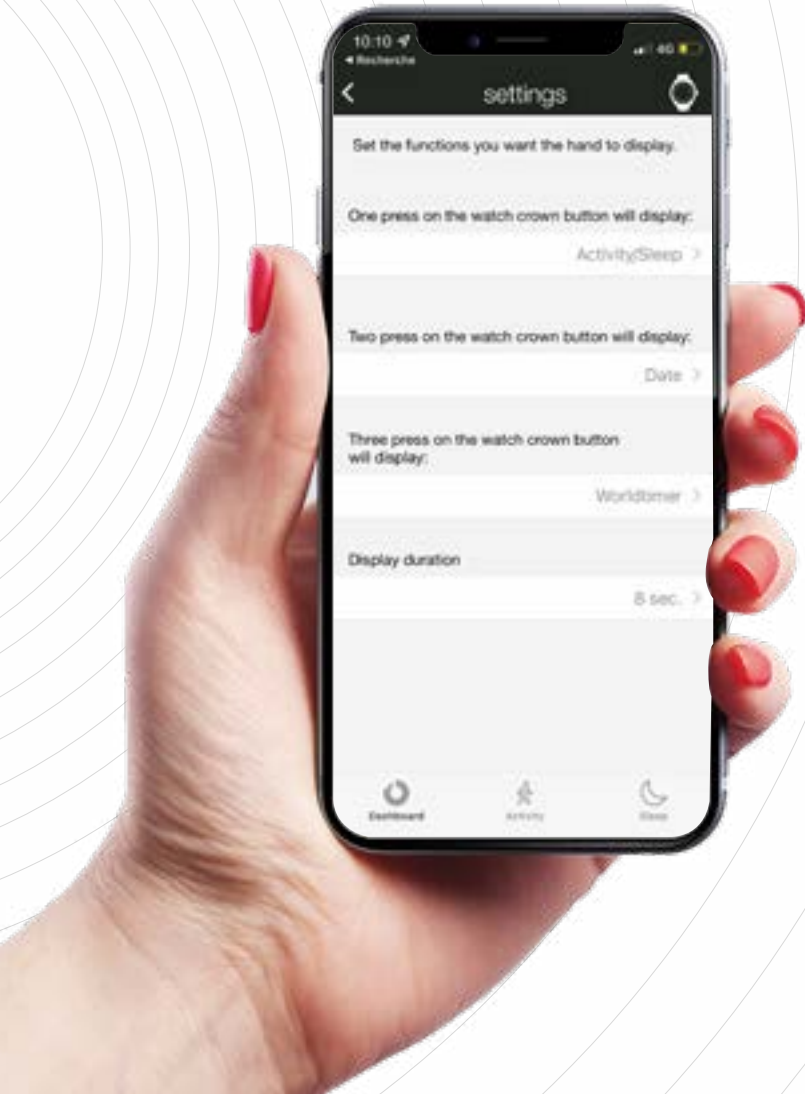 10:10
4G
◀ Recherche
settings
Set the functions you want the hand to display.
One press on the watch crown button will display:
Activity/Sleep >
Two press on the watch crown button will display:
Date >
Three press on the watch crown button
will display:
Worldtimer >
Display duration
8 sec. >
Dashboard
Activity
Sleep